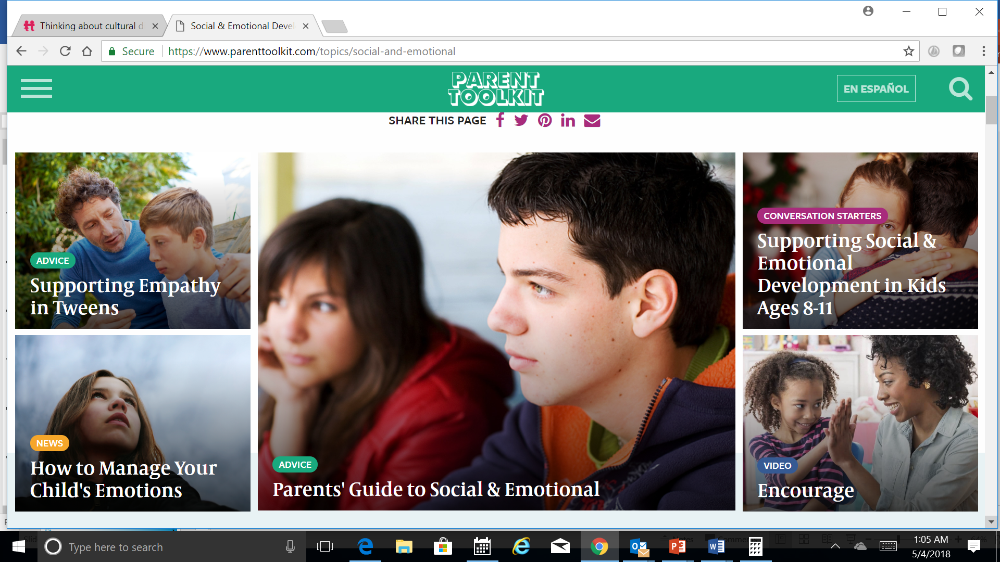 Thinking about cultural d
Social & Emotional Devel
Secure
https://www.parenttoolkit.com/topics/social-and-emotional
PARENT
TOOLKIT
EN ESPAÑOL
SHARE THIS PAGE
ADVICE
Supporting Empathy
in Tweens
NEWS
How to Manage Your
Child's Emotions
ADVICE
Parents' Guide to Social & Emotional
CONVERSATION STARTERS
Supporting Social &
Emotional
Development in Kids
Ages 8-11
VIDEO
Encourage
Type here to search
1:05 AM
5/4/2018